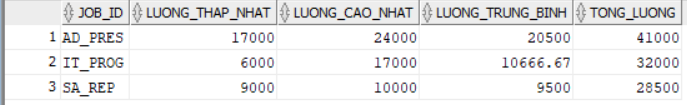 JOB_ID LUONG_THAP_NHAT LUONG_CAO_NHAT LUONG_TRUNG_BINH TONG_LUONG
1 AD_PRES 17000 24000 20500 41000
2 IT_PROG 6000 17000 10666.67 32000
3 SA_REP 9000 10000 9500 28500